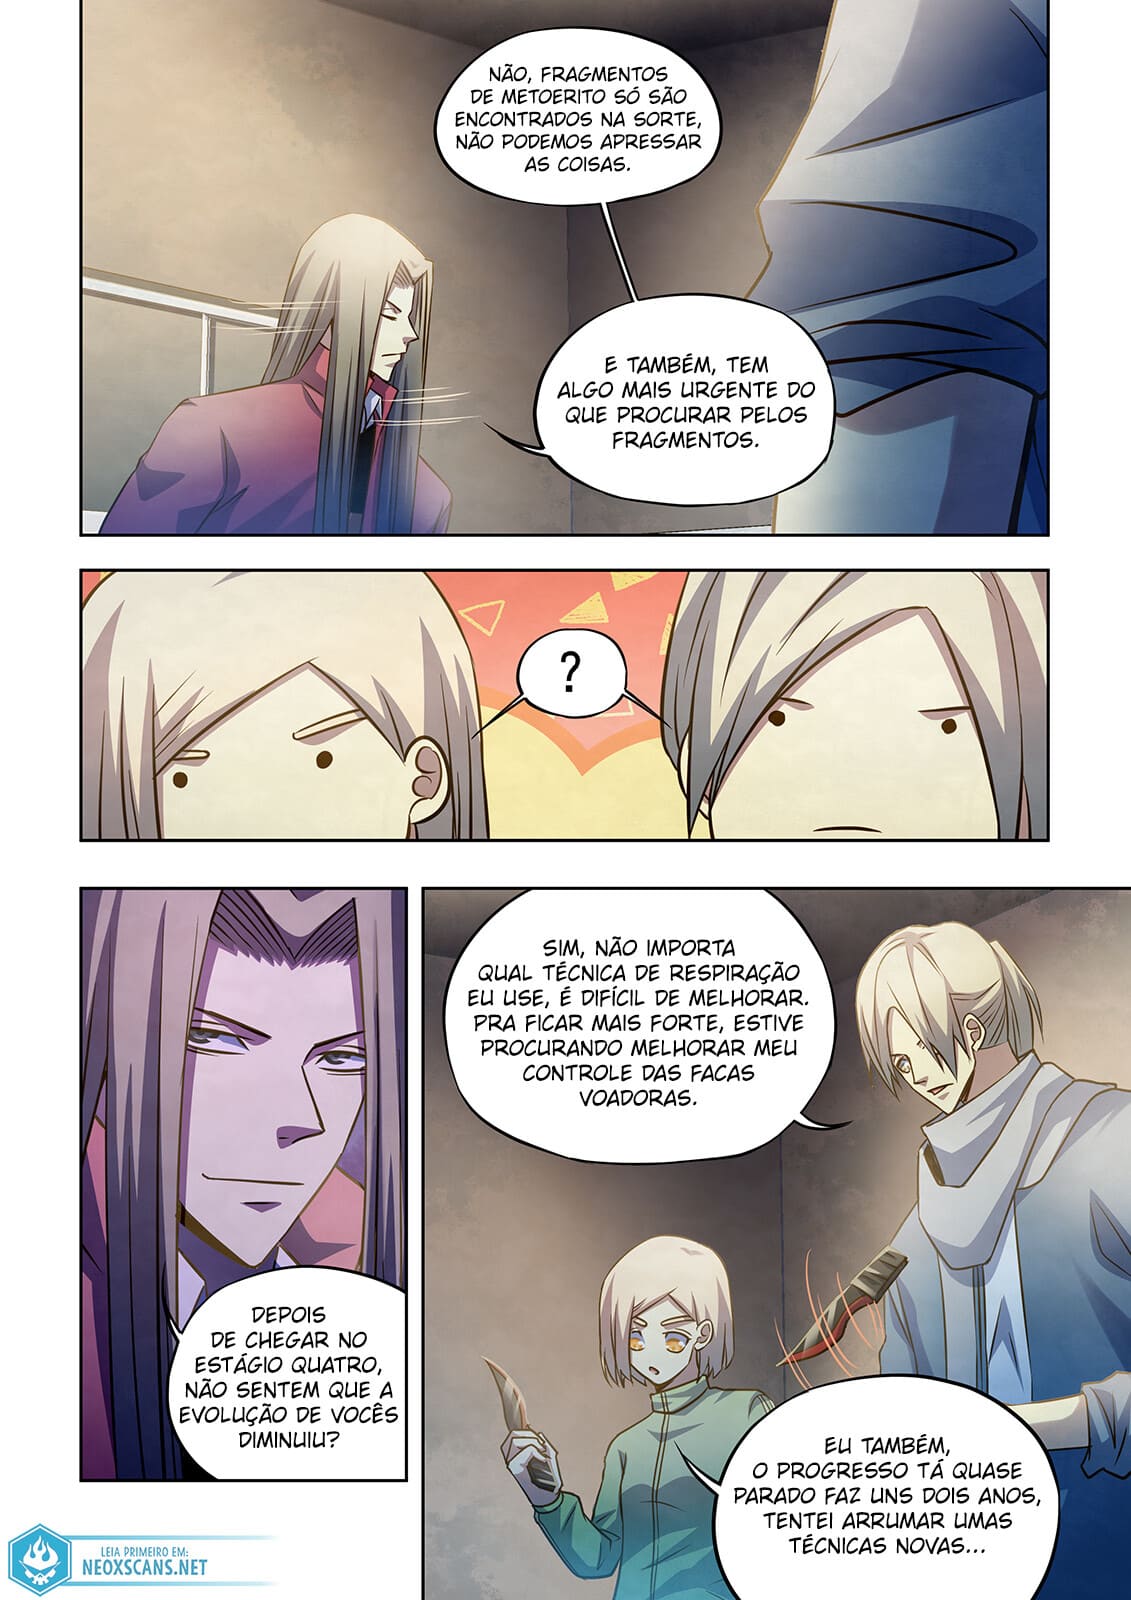 NÃO, FRAGMENTOS
DE METOERITO SÓ SÃO
ENCONTRADOS NA SORTE,
NÃO PODEMOS APRESSAR
AS COISAS.
E TAMBÉM, TEM
ALGO MAIS URGENTE DO
QUE PROCURAR PELOS
FRAGMENTOS.
?
DEPOIS
DE CHEGAR NO
ESTÁGIO QUATRO,
NÃO SENTEM QUE A
EVOLUÇÃO DE VOCÊS
DIMINUIU?
SIM, NÃO IMPORTA
QUAL TÉCNICA DE RESPIRAÇÃO
EU USE, É DIFÍCIL DE MELHORAR.
PRA FICAR MAIS FORTE, ESTIVE
PROCURANDO MELHORAR MEU
CONTROLE DAS FACAS
VOADORAS.
EU TAMBÉM,
O PROGRESSO TÁ QUASE
PARADO FAZ UNS DOIS ANOS,
TENTEI ARRUMAR UMAS
TÉCNICAS NOVAS...
LEIA PRIMEIRO EM:
NEOXSCANS.NET